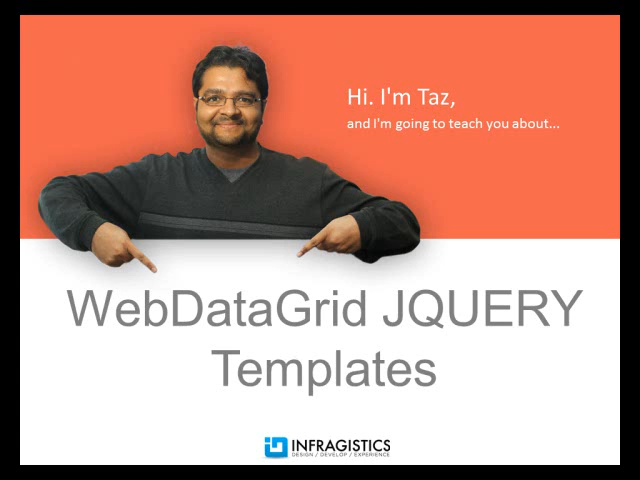 Hi. I'm Taz,
and I'm going to teach you about...
WebDataGrid JQUERY
Templates
INFRAGISTICS
DESIGN / DEVELOP / EXPERIENCE